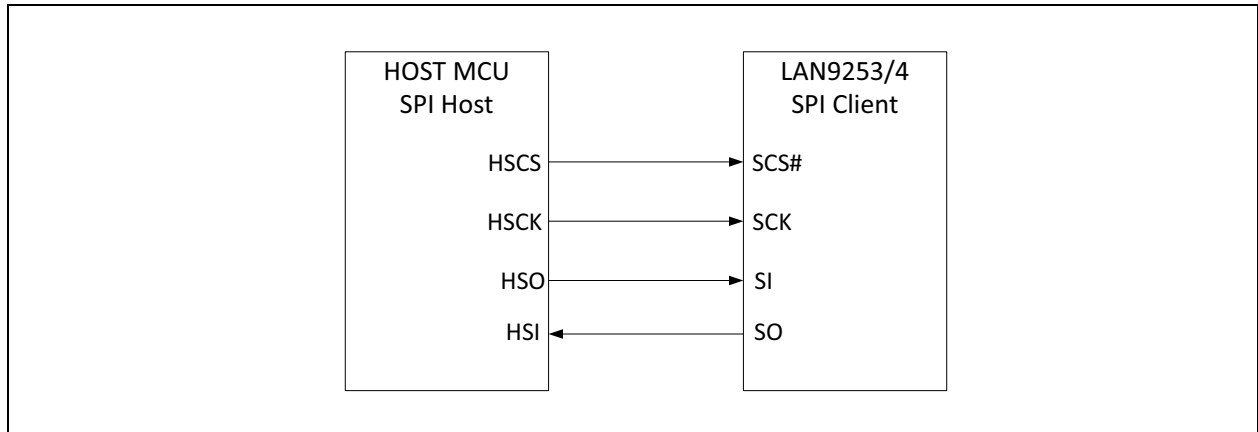 HOST MCU
SPI Host
LAN9253/4
SPI Client
HSCS
SCS#
HSCK
SCK
HSO
SI
HSI
SO